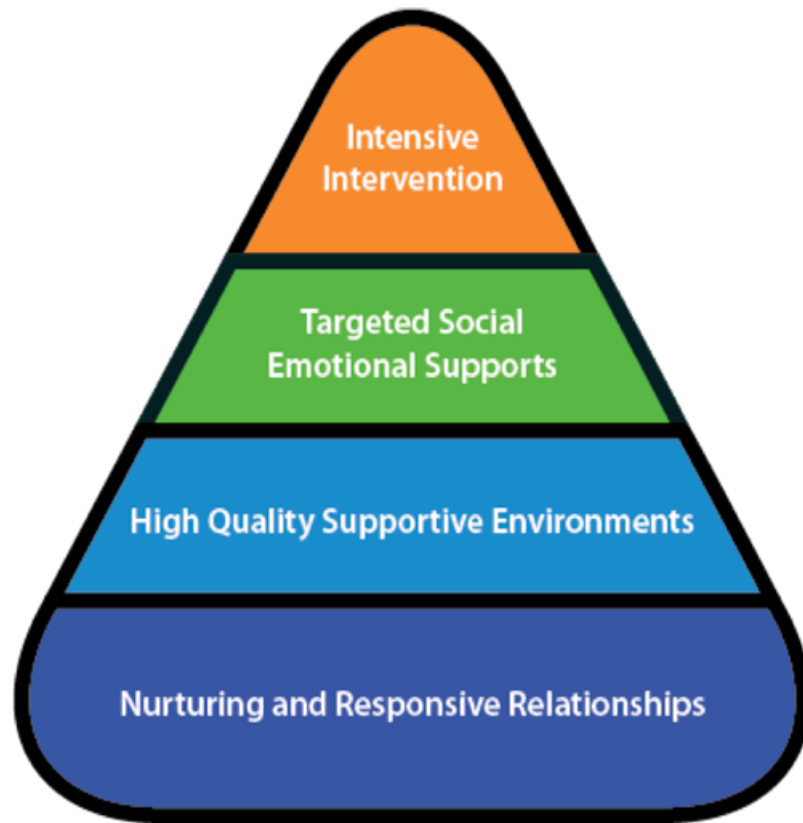 Intensive
Intervention
Targeted Social
Emotional Supports
High Quality Supportive Environments
Nurturing and Responsive Relationships